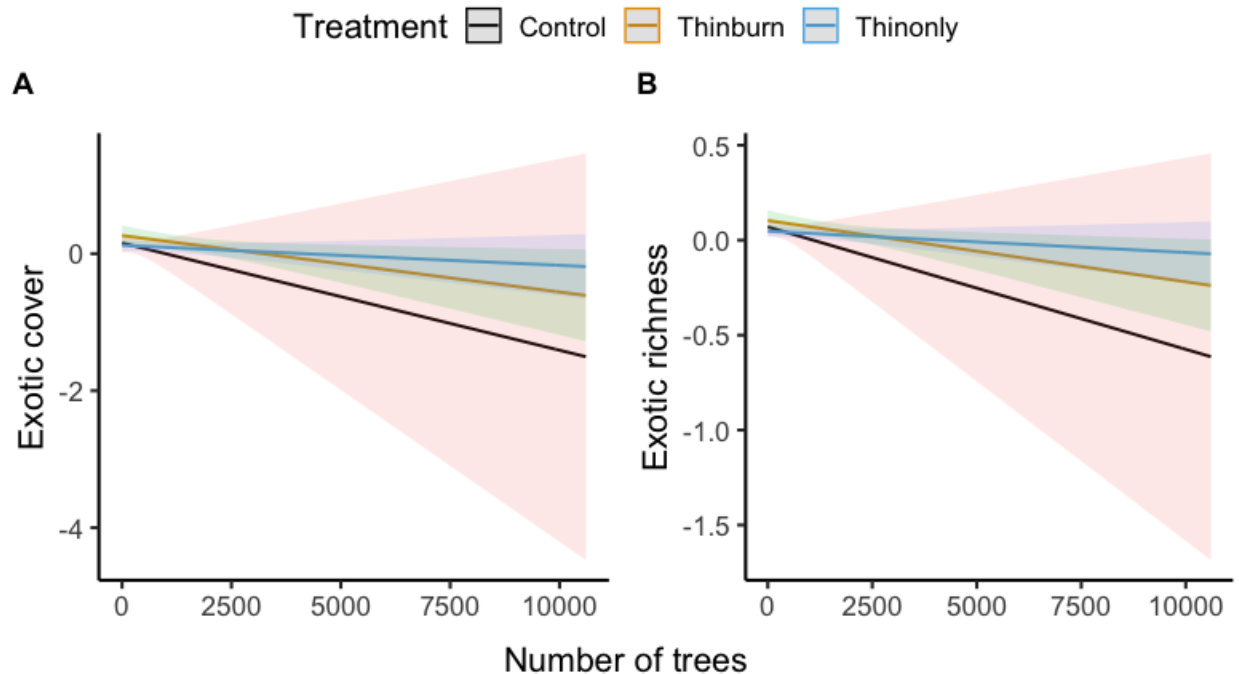 Treatment Control Thinburn Thinonly
A
0
-2
-4
Exotic cover
0 2500 5000 7500 10000
B
0.5
0.0
-0.5
-1.0
-1.5
Exotic richness
0 2500 5000 7500 10000
Number of trees